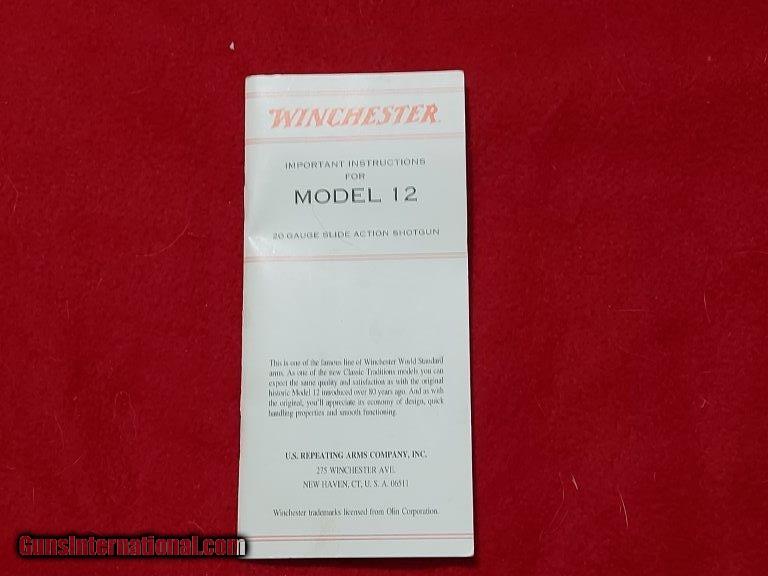 WINCHESTER
IMPORTANT INSTRUCTIONS
FOR
MODEL 12
20 GAUGE SLIDE ACTION SHOTGUN
This is one of the famous line of Winchester World Standard
arms. As one of the new Classic Traditions models you can
expect the same quality and satisfaction as with the original
historic Model 12 introduced over 80 years ago. And as with
the original, you'll appreciate its economy of design, quick
handling properties and smooth functioning.
U.S. REPEATING ARMS COMPANY, INC.
275 WINCHESTER AVE.
NEW HAVEN, CT, U. S. A. 06511
Winchester trademarks licensed from Olin Corporation.
GunsInternational.com